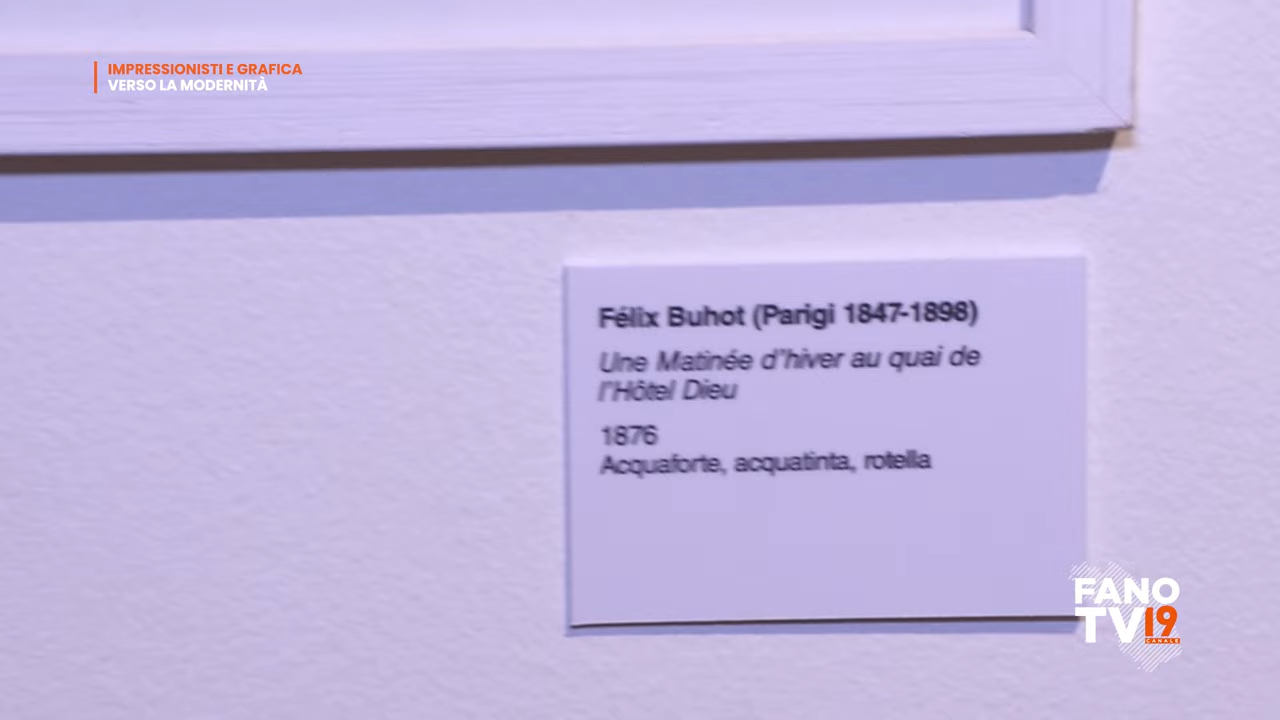 IMPRESSIONISTI E GRAFICA
VERSO LA MODERNITÀ
Félix Buhot (Parigi 1847-1898)
Une Matinée d'hiver au quai de
l'Hôtel Dieu
1876
Acquaforte, acquatinta, rotella
FANO
TV19
CANALE